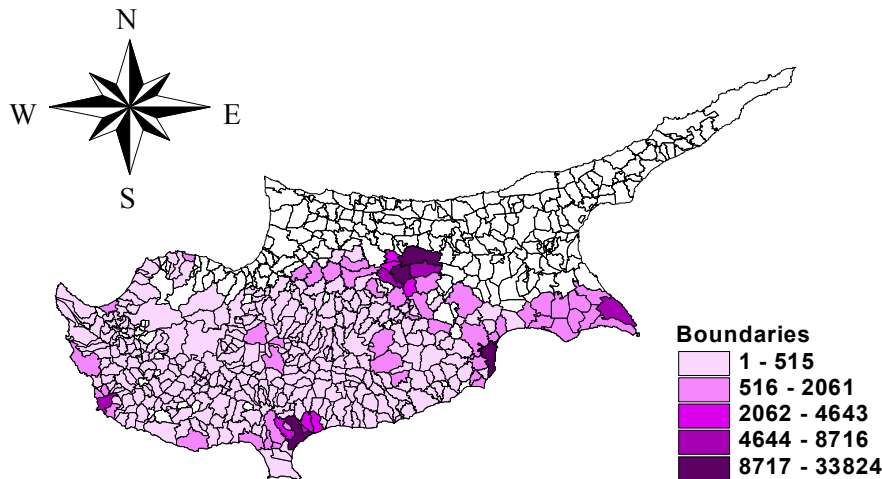 N
W E
S
Boundaries
1 - 515
516 - 2061
2062 - 4643
4644 - 8716
8717 - 33824